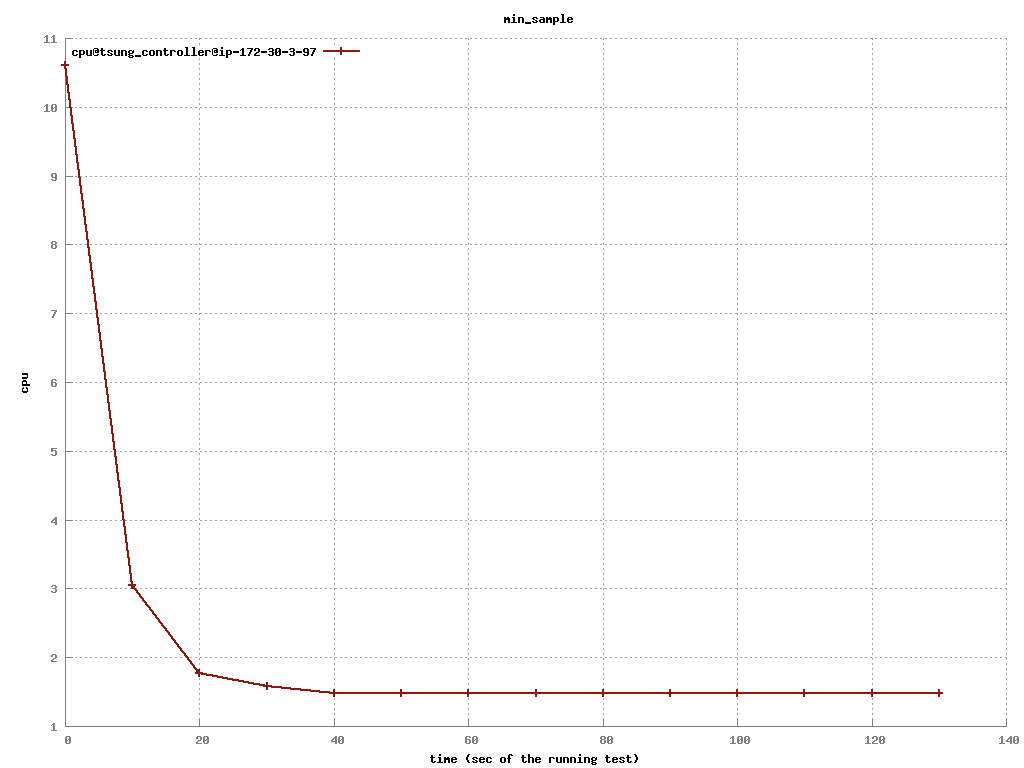 min_sample
cpu@tsung_controller@ip-172-30-3-97
11
10
9
8
7
6
5
4
3
2
1
cpu
0 20 40 60 80 100 120 140
time (sec of the running test)